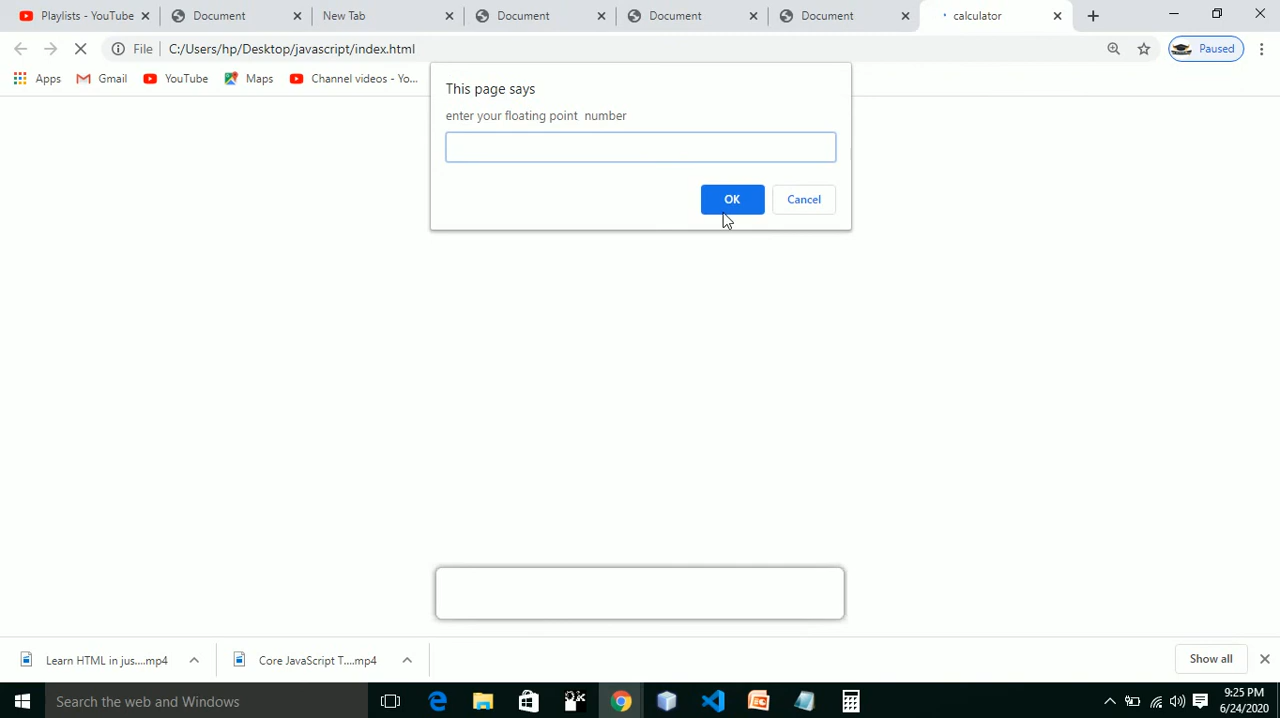 Playlists - YouTube
Document
New Tab
Document
Document
Document
calculator
File
C:/Users/hp/Desktop/javascript/index.html
Paused
Apps
Gmail
YouTube
Maps
Channel videos - Yo...
This page says
enter your floating point  number
OK
Cancel
Learn HTML in jus....mp4
Core JavaScript T....mp4
Show all
Search the web and Windows
9:25 PM
6/24/2020